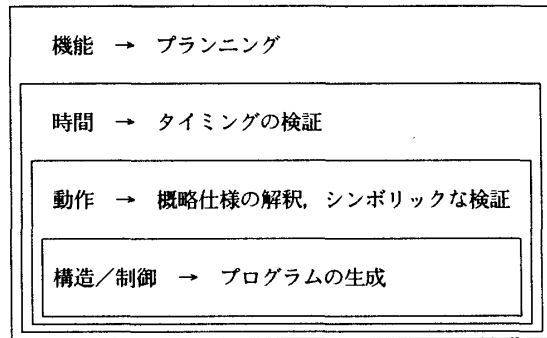 機能 → プランニング
時間 → タイミングの検証
動作 → 概略仕様の解釈，シンボリックな検証
構造／制御 → プログラムの生成